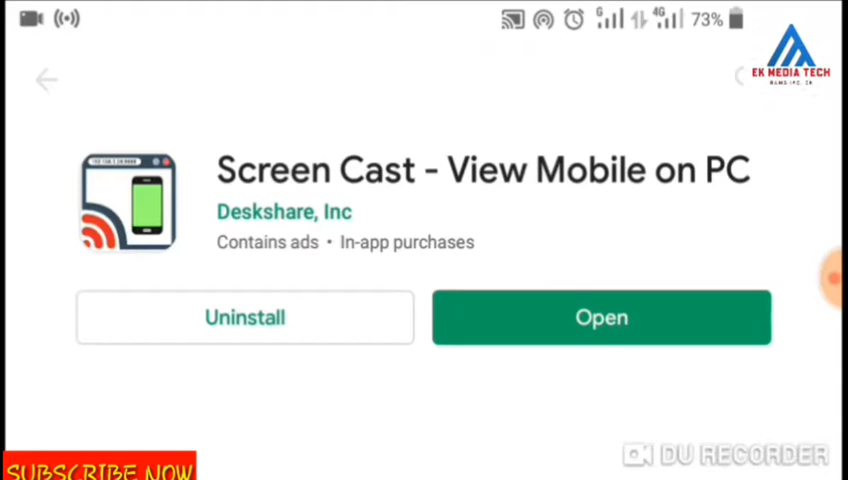 G 4G 73%
EK MEDIA TECH
Screen Cast - View Mobile on PC
Deskshare, Inc
Contains ads • In-app purchases
Uninstall Open
DU RECORDER
SUBSCRIBE NOW